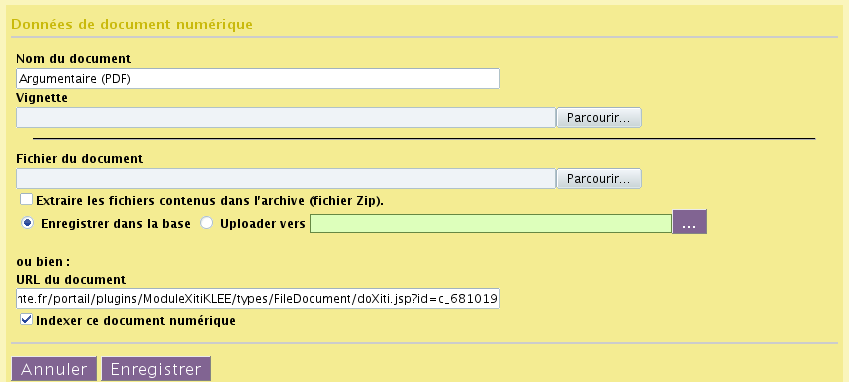 Données de document numérique
Nom du document
Argumentaire (PDF)
Vignette
Parcourir...
Fichier du document
Parcourir...
Extraire les fichiers contenus dans l'archive (fichier Zip).
Enregistrer dans la base Uploader vers ...
ou bien :
URL du document
nte.fr/portail/plugins/ModuleXitiKLEE/types/FileDocument/doXiti.jsp?id=c_681019
Indexer ce document numérique
Annuler Enregistrer